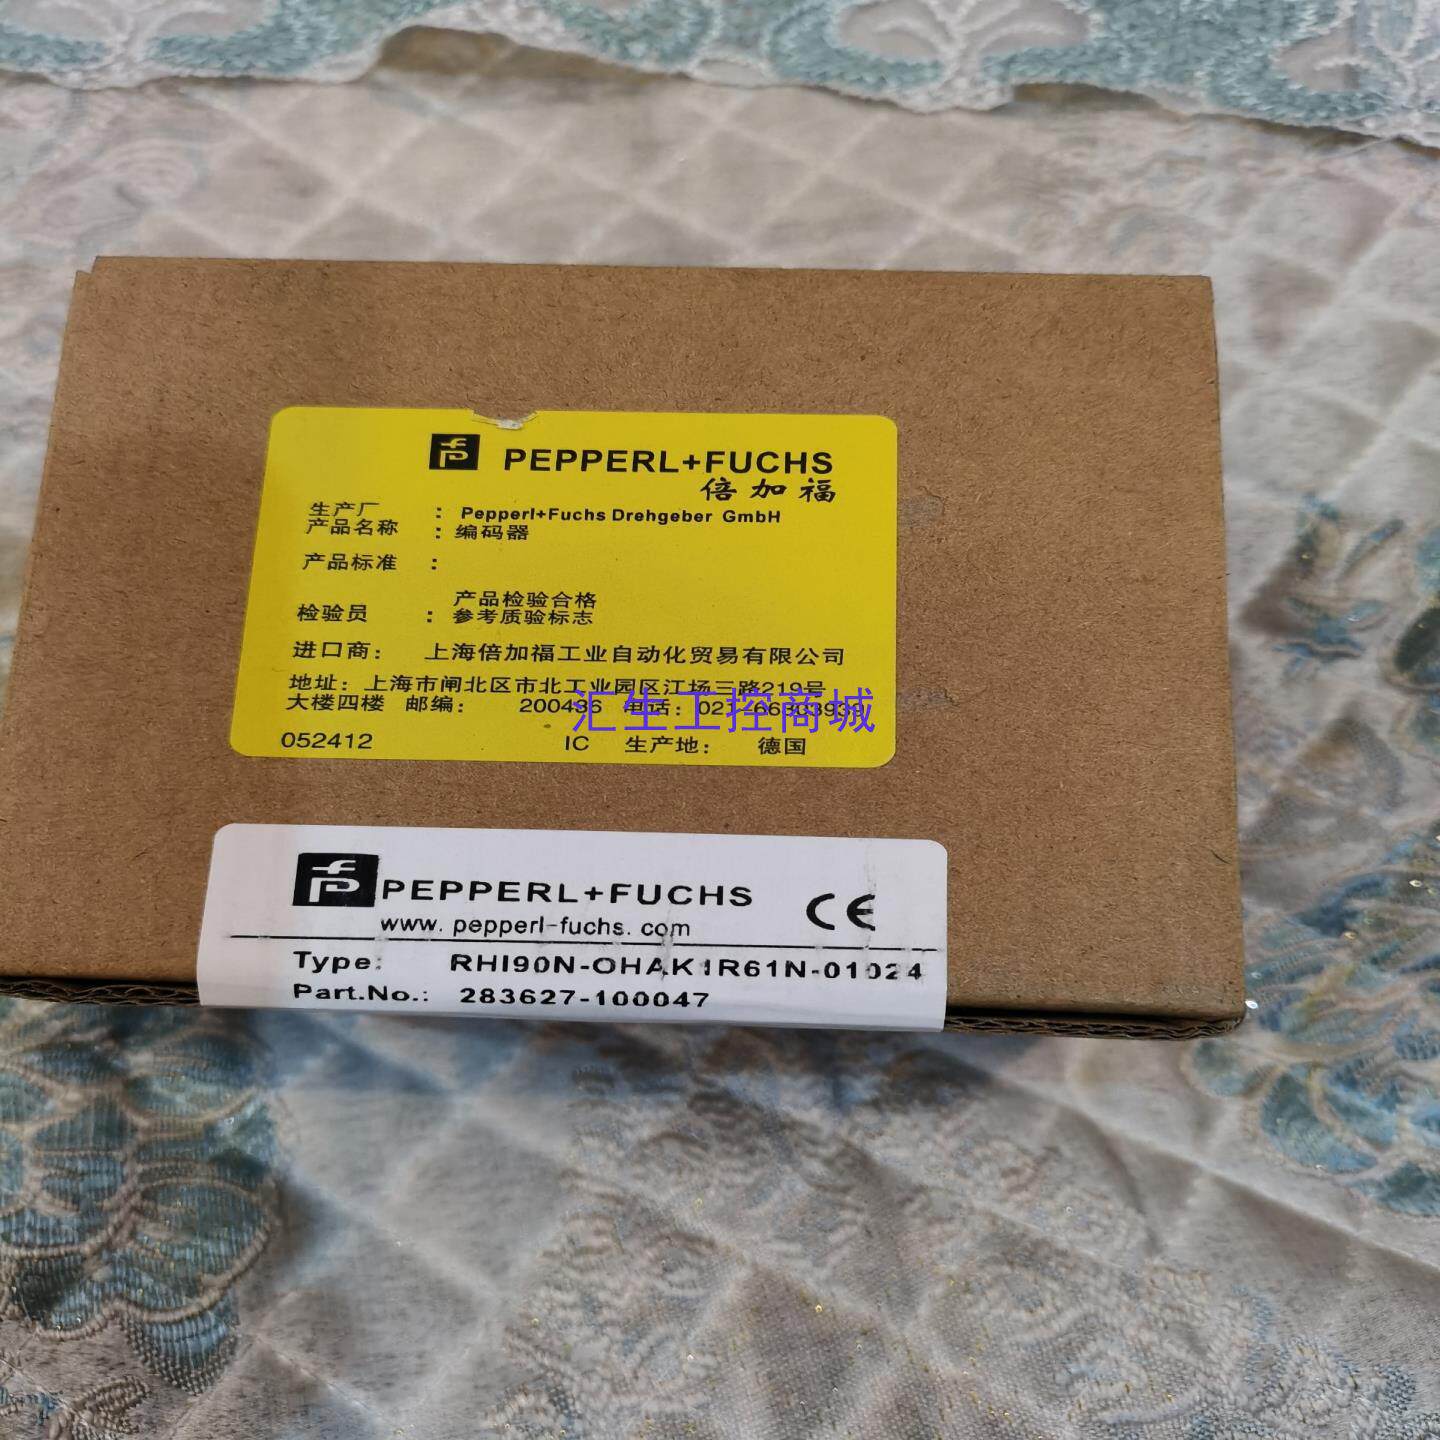 PEPPERL+FUCHS
倍加福
生产厂 : Pepperl+Fuchs Drehgeber GmbH
产品名称 : 编码器
产品标准 :
产品检验合格
检验员 : 参考质验标志
进口商: 上海倍加福工业自动化贸易有限公司
地址: 上海市闸北区市北工业园区江场三路219号
大楼四楼 邮编: 200436 电话: 021-66303939
汇生工控商城
052412 IC 生产地: 德国
PEPPERL+FUCHS CE
www.pepperl-fuchs.com
Type: RHI90N-OHAK1R61N-01024
Part.No.: 283627-100047